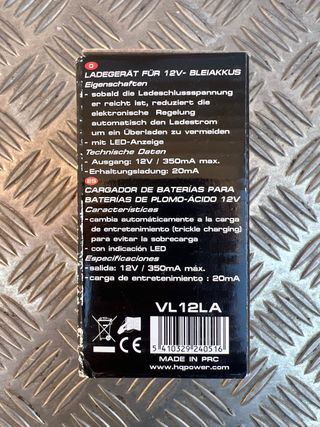 D
LADEGERÄT FÜR 12V- BLEIAKKUS
Eigenschaften
- sobald die Ladeschlussspannung
er reicht ist, reduziert die
elektronische Regelung
automatisch den Ladestrom
um ein Überladen zu vermeiden
- mit LED-Anzeige
Technische Daten
- Ausgang: 12V / 350mA max.
- Erhaltungsladung: 20mA
ES
CARGADOR DE BATERÍAS PARA
BATERÍAS DE PLOMO-ÁCIDO 12V
Características
- cambia automáticamente a la carga
de entretenimiento (trickle charging)
para evitar la sobrecarga
- con indicación LED
Especificaciones
- salida: 12V / 350mA max.
- carga de entretenimiento : 20mA
VL12LA
CE
5 410329 240516
MADE IN PRC
www.hqpower.com